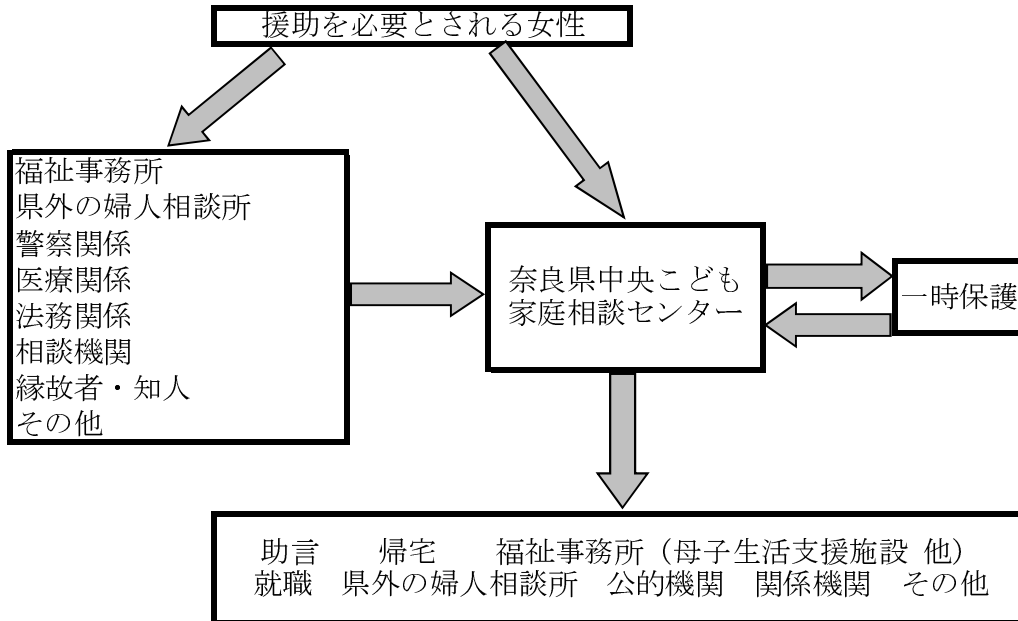 援助を必要とされる女性
福祉事務所
県外の婦人相談所
警察関係
医療関係
法務関係
相談機関
縁故者・知人
その他
奈良県中央こども
家庭相談センター
一時保護
助言　　帰宅　　福祉事務所（母子生活支援施設 他）
就職　県外の婦人相談所　公的機関　関係機関　その他